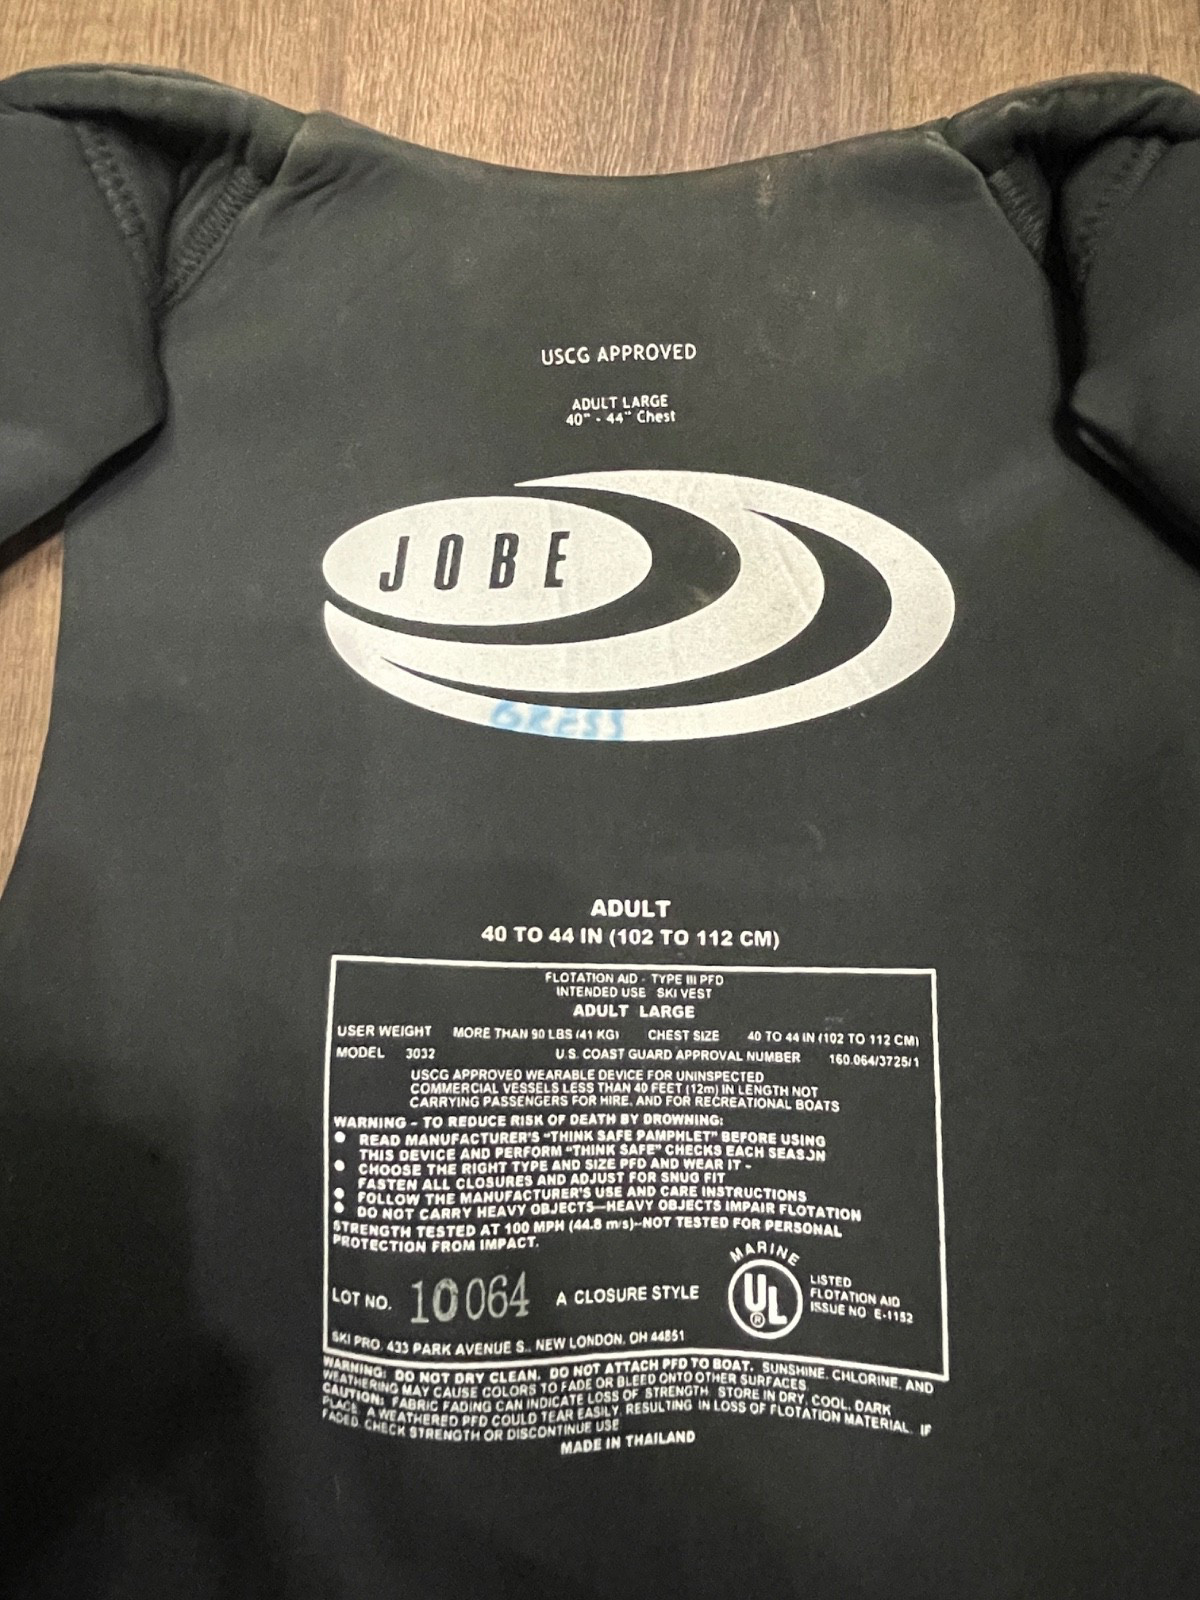 USCG APPROVED
ADULT LARGE
40" - 44" Chest
JOBE
ADULT
40 TO 44 IN (102 TO 112 CM)
FLOTATION AID - TYPE III PFD
INTENDED USE SKI VEST
ADULT LARGE
USER WEIGHT MORE THAN 90 LBS (41 KG) CHEST SIZE 40 TO 44 IN (102 TO 112 CM)
MODEL 3032 U.S. COAST GUARD APPROVAL NUMBER 160.064/3725/1
USCG APPROVED WEARABLE DEVICE FOR UNINSPECTED
COMMERCIAL VESSELS LESS THAN 40 FEET (12m) IN LENGTH NOT
CARRYING PASSENGERS FOR HIRE, AND FOR RECREATIONAL BOATS
WARNING - TO REDUCE RISK OF DEATH BY DROWNING:
● READ MANUFACTURER'S "THINK SAFE PAMPHLET" BEFORE USING
THIS DEVICE AND PERFORM "THINK SAFE" CHECKS EACH SEASON
● CHOOSE THE RIGHT TYPE AND SIZE PFD AND WEAR IT -
FASTEN ALL CLOSURES AND ADJUST FOR SNUG FIT
● FOLLOW THE MANUFACTURER'S USE AND CARE INSTRUCTIONS
● DO NOT CARRY HEAVY OBJECTS—HEAVY OBJECTS IMPAIR FLOTATION
STRENGTH TESTED AT 100 MPH (44.8 m/s)—NOT TESTED FOR PERSONAL
PROTECTION FROM IMPACT.
LOT NO. 10064 A CLOSURE STYLE
MARINE
UL
®
LISTED
FLOTATION AID
ISSUE NO E-1152
SKI PRO, 433 PARK AVENUE S., NEW LONDON, OH 44851
WARNING: DO NOT DRY CLEAN. DO NOT ATTACH PFD TO BOAT. SUNSHINE, CHLORINE, AND
WEATHERING MAY CAUSE COLORS TO FADE OR BLEED ONTO OTHER SURFACES.
CAUTION: FABRIC FADING CAN INDICATE LOSS OF STRENGTH. STORE IN DRY, COOL, DARK
PLACE. A WEATHERED PFD COULD TEAR EASILY, RESULTING IN LOSS OF FLOTATION MATERIAL. IF
FADED, CHECK STRENGTH OR DISCONTINUE USE
MADE IN THAILAND